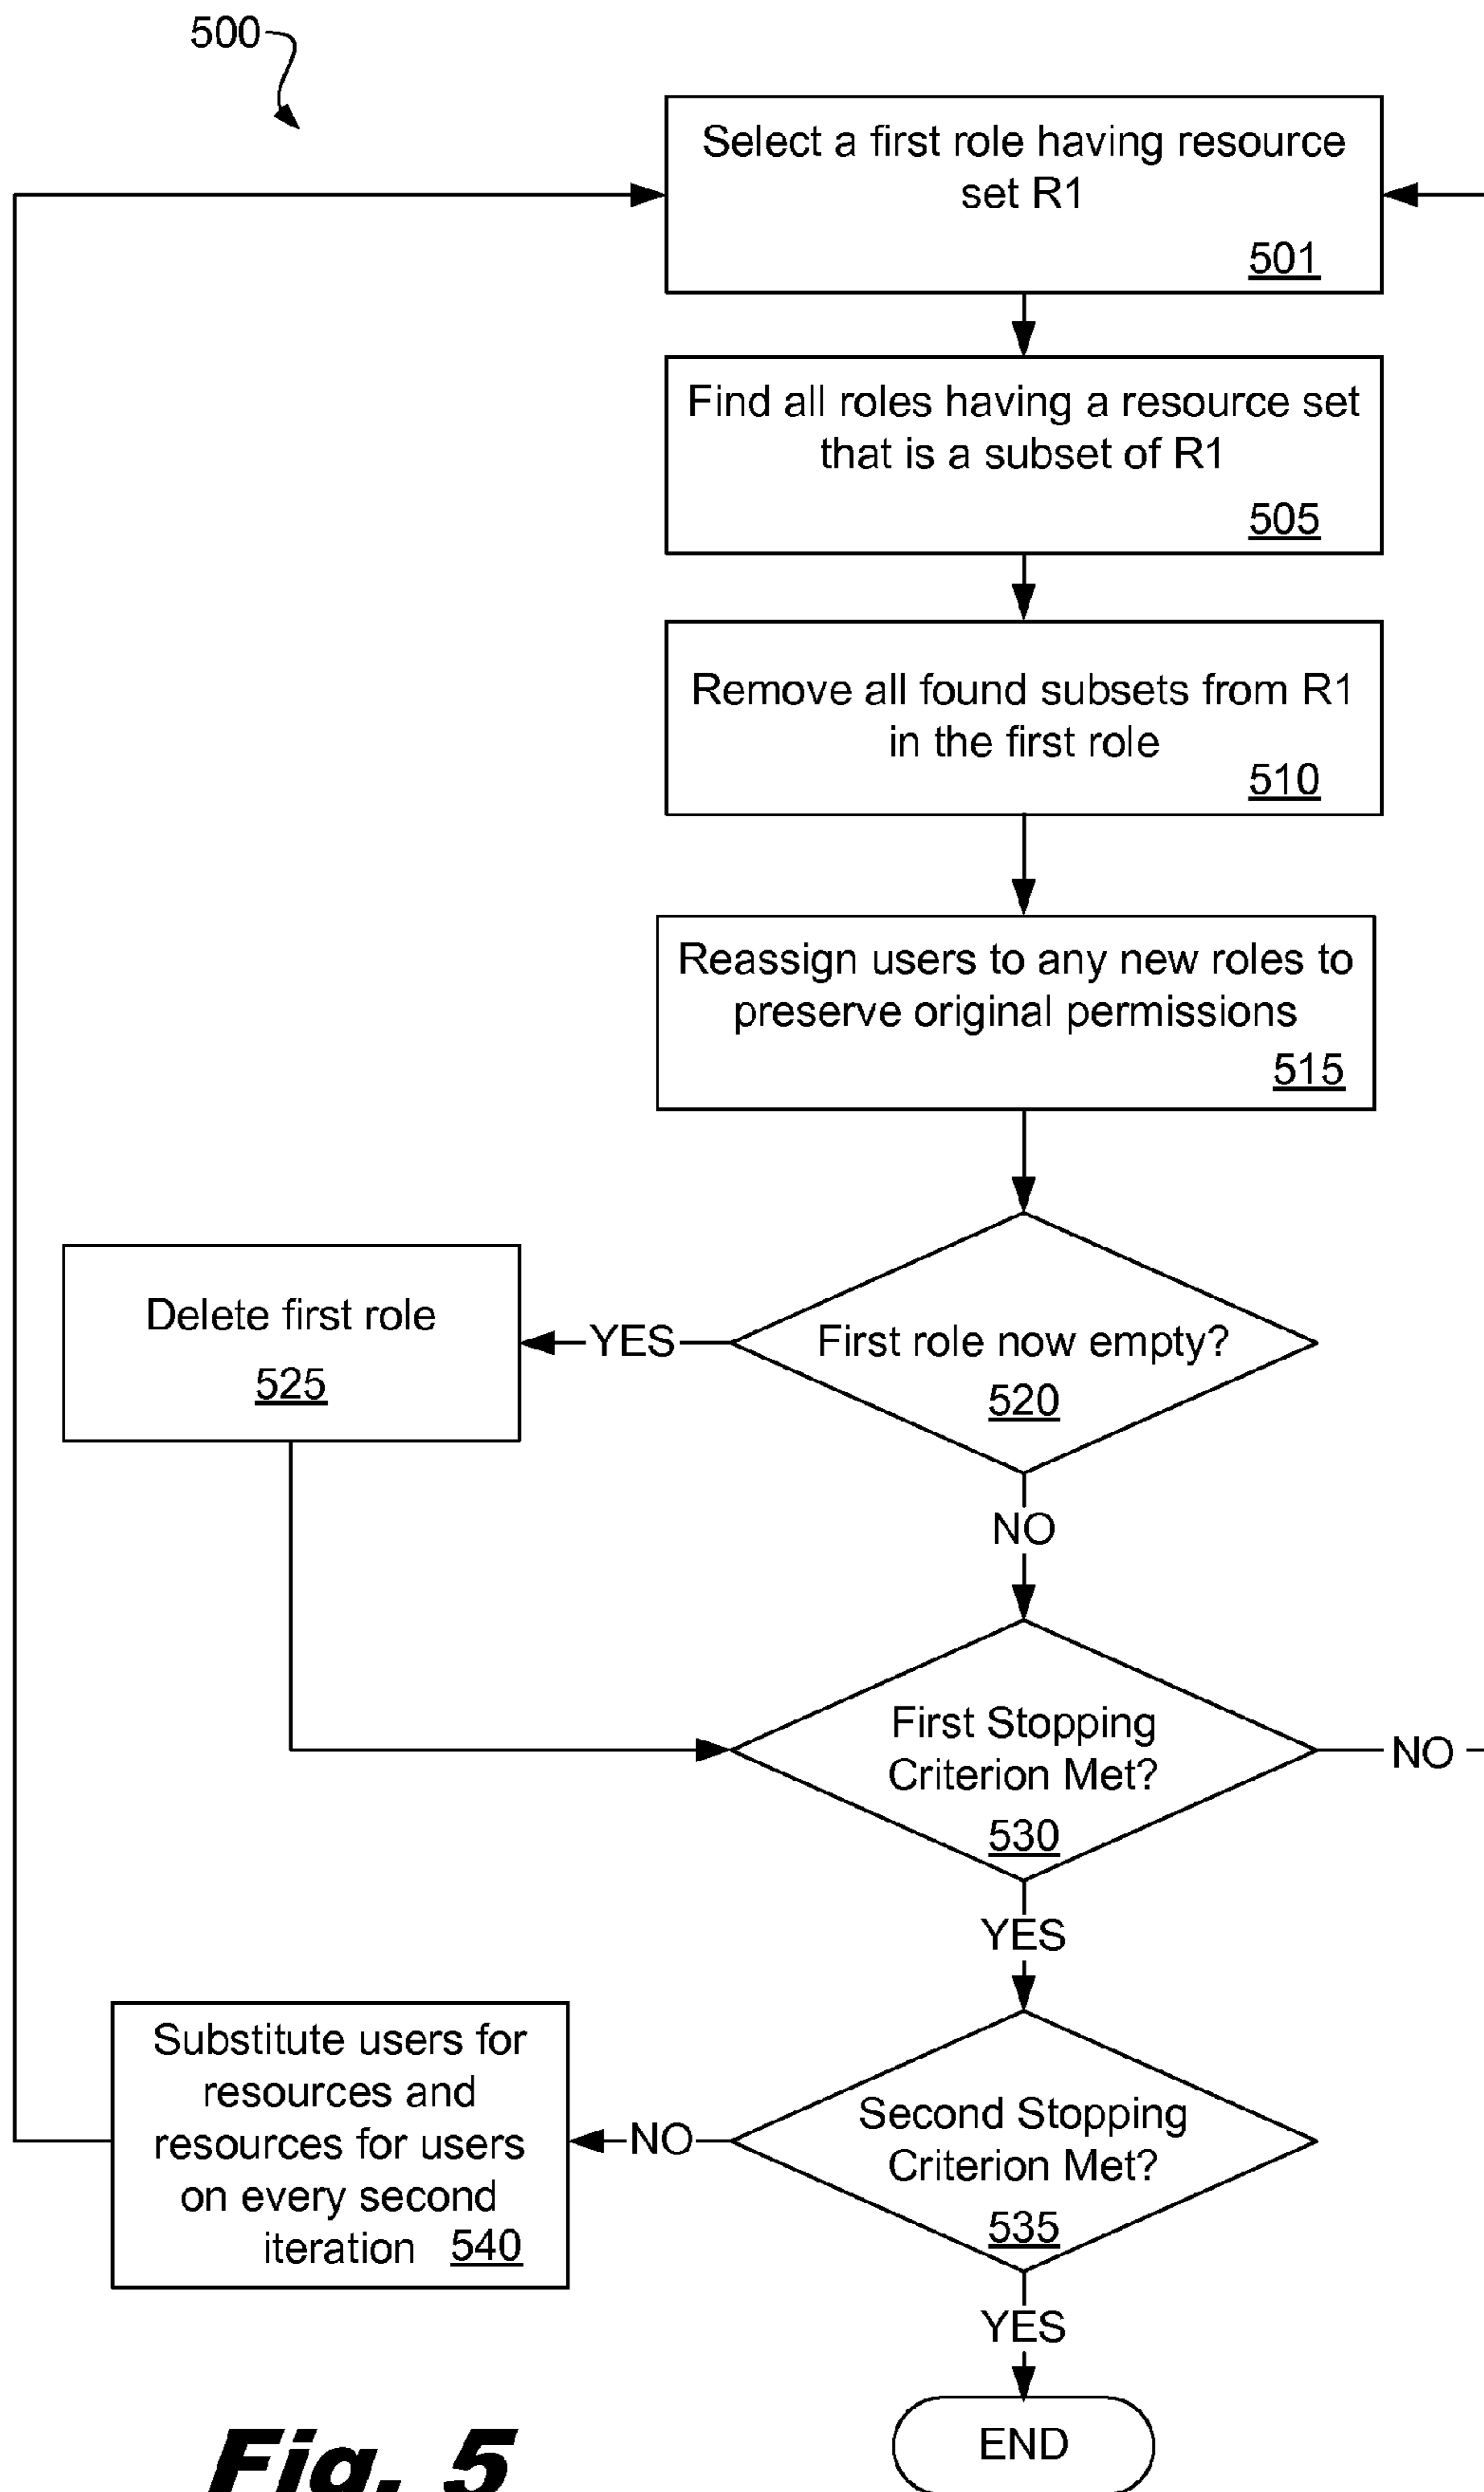 500
Select a first role having resource
set R1
501
Find all roles having a resource set
that is a subset of R1
505
Remove all found subsets from R1
in the first role
510
Reassign users to any new roles to
preserve original permissions
515
First role now empty?
520
YES
Delete first role
525
NO
First Stopping
Criterion Met?
530
NO
YES
Second Stopping
Criterion Met?
535
NO
Substitute users for
resources and
resources for users
on every second
iteration 540
YES
END
Fig. 5